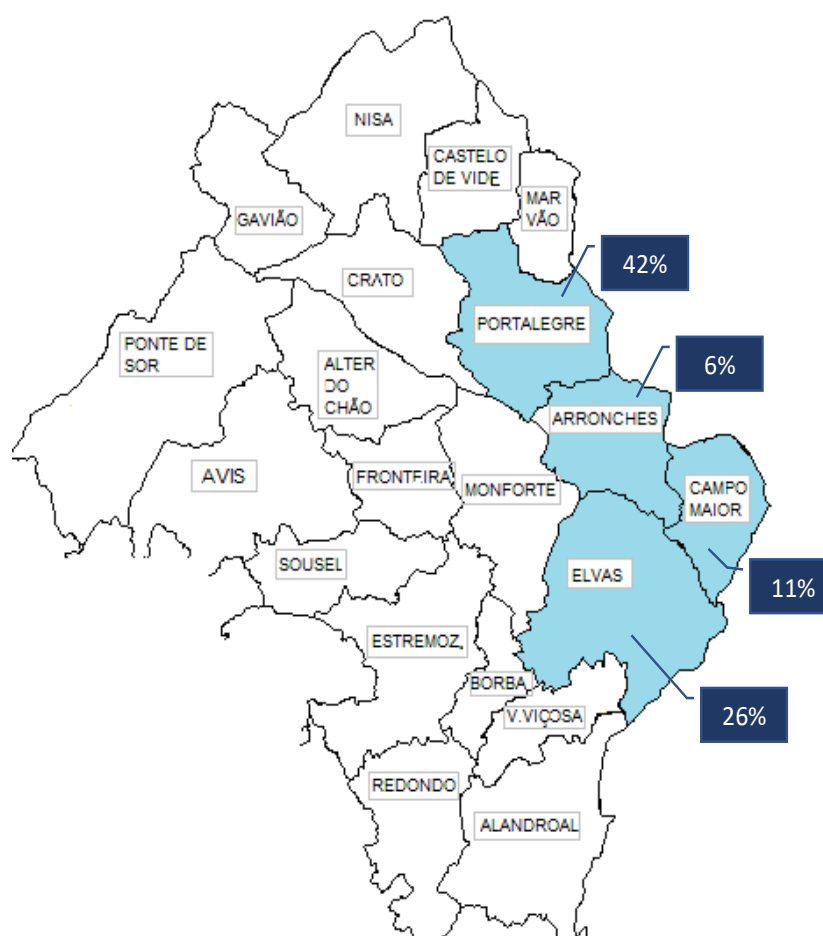 NISA
CASTELO
DE VIDE
MAR
VÃO
GAVIÃO
42%
CRATO
PORTALEGRE
PONTE DE
SOR
ALTER
DO
CHÃO
6%
ARRONCHES
AVIS
FRONTEIRA
MONFORTE
CAMPO
MAIOR
SOUSEL
ELVAS
11%
ESTREMOZ
BORBA
V.VIÇOSA
26%
REDONDO
ALANDROAL